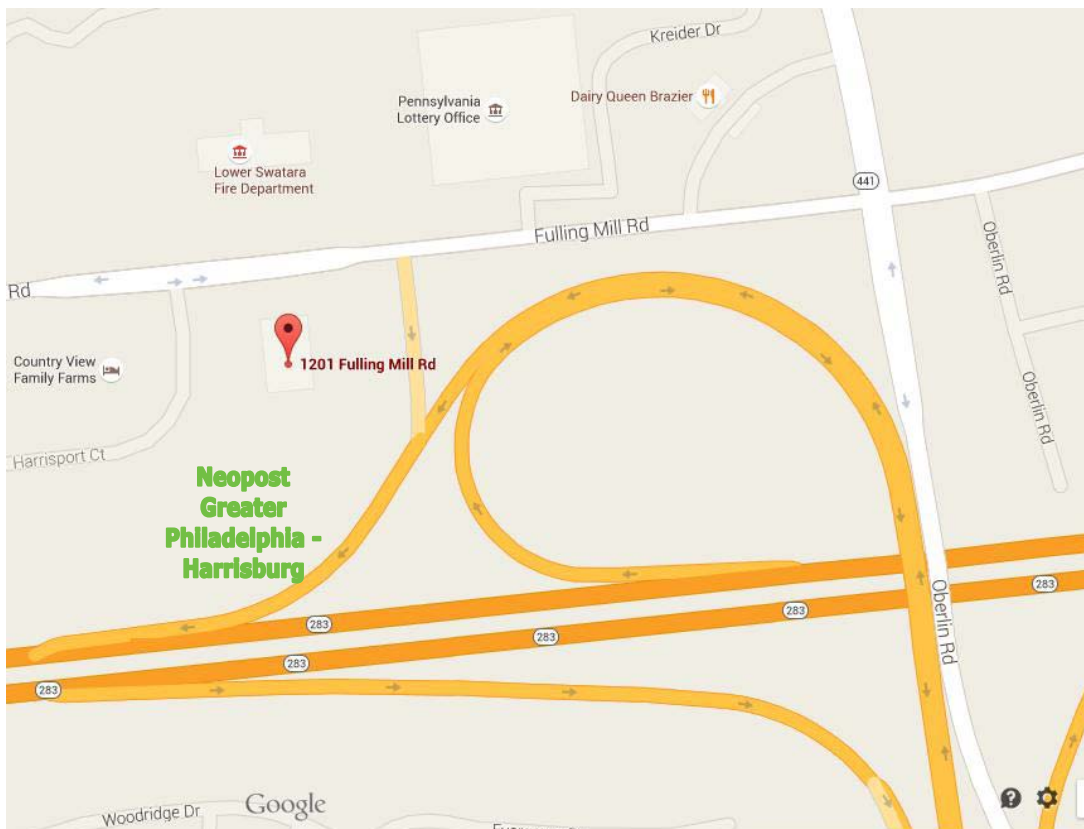 Kreider Dr
Pennsylvania
Lottery Office
Dairy Queen Brazier
Lower Swatara
Fire Department
441
Fulling Mill Rd
Oberlin Rd
Rd
1201 Fulling Mill Rd
Country View
Family Farms
Oberlin Rd
Harrisport Ct
Neopost
Greater
Philadelphia -
Harrisburg
283
283
283
283
283
283
Oberlin Rd
Woodridge Dr
Google